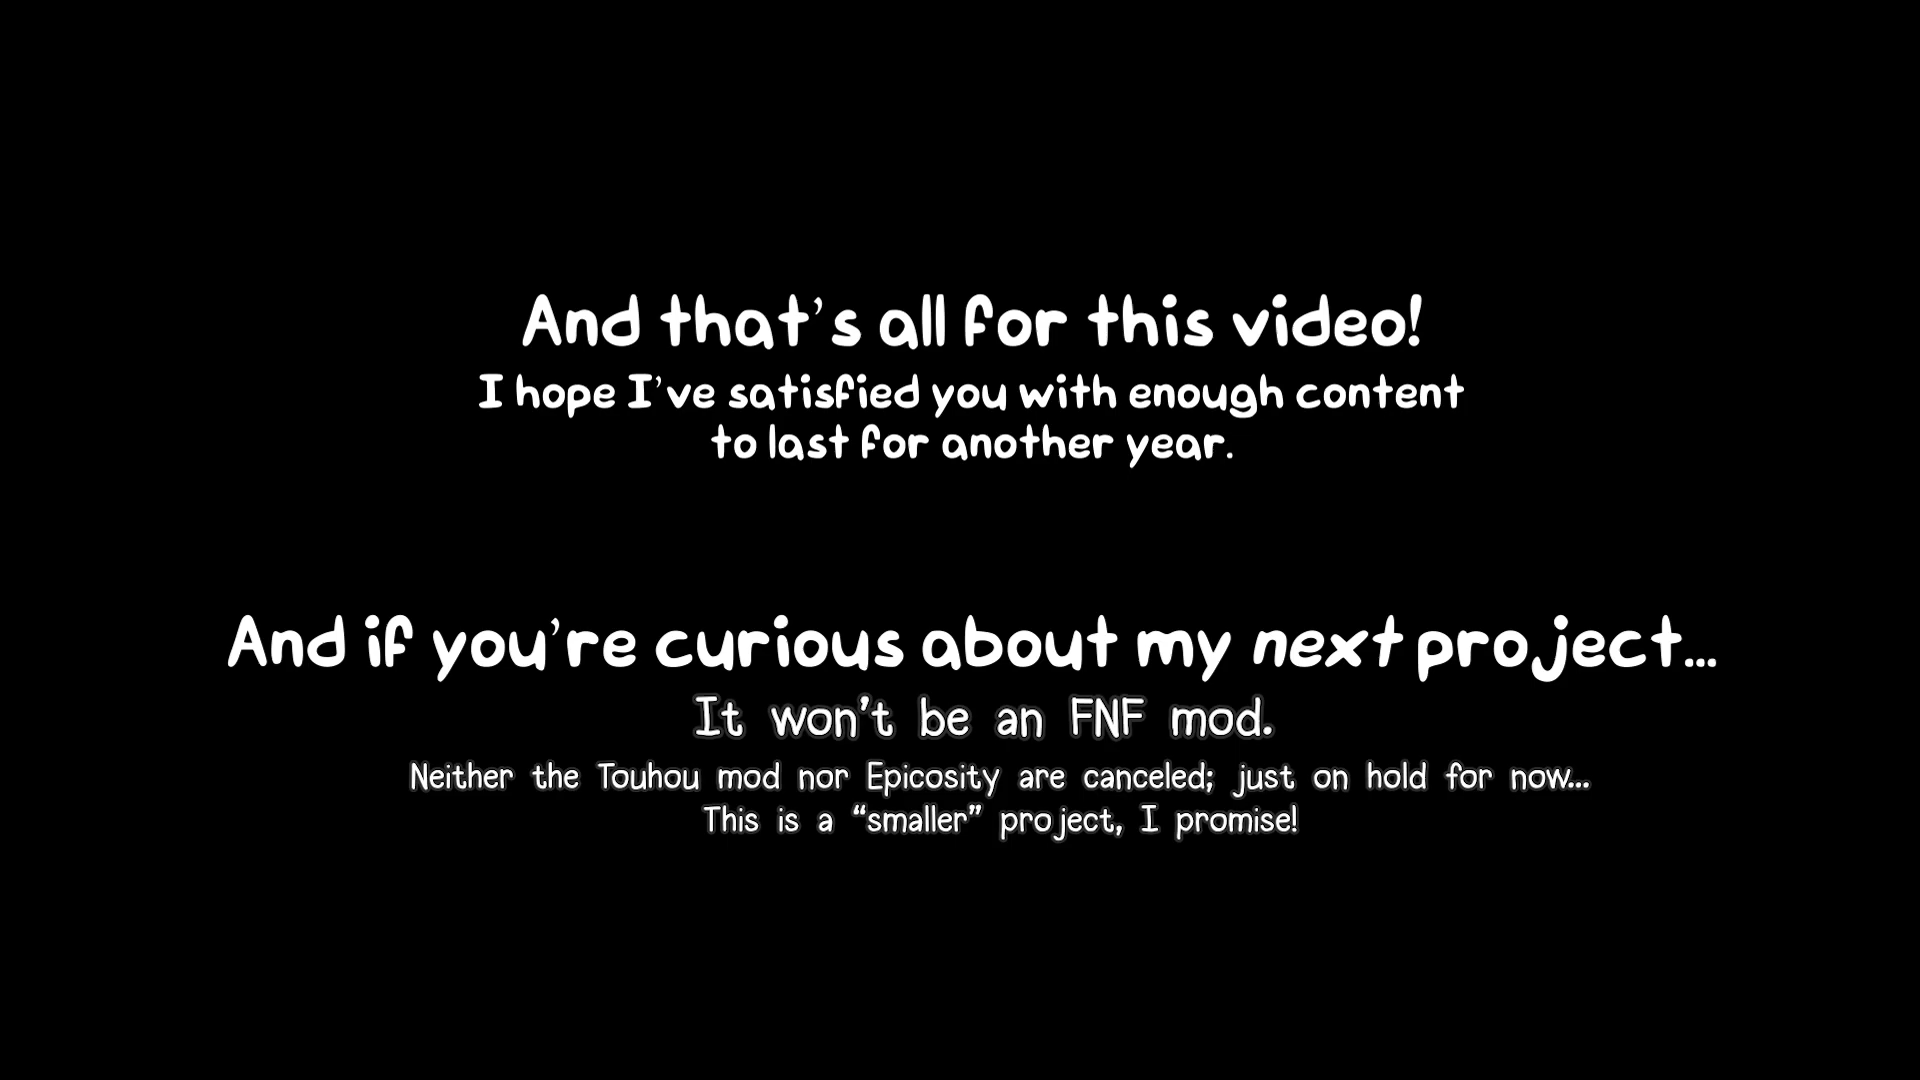 And that's all for this video!
I hope I've satisfied you with enough content
to last for another year.
And if you're curious about my next project...
It won't be an FNF mod.
Neither the Touhou mod nor Epicosity are canceled; just on hold for now...
This is a “smaller” project, I promise!